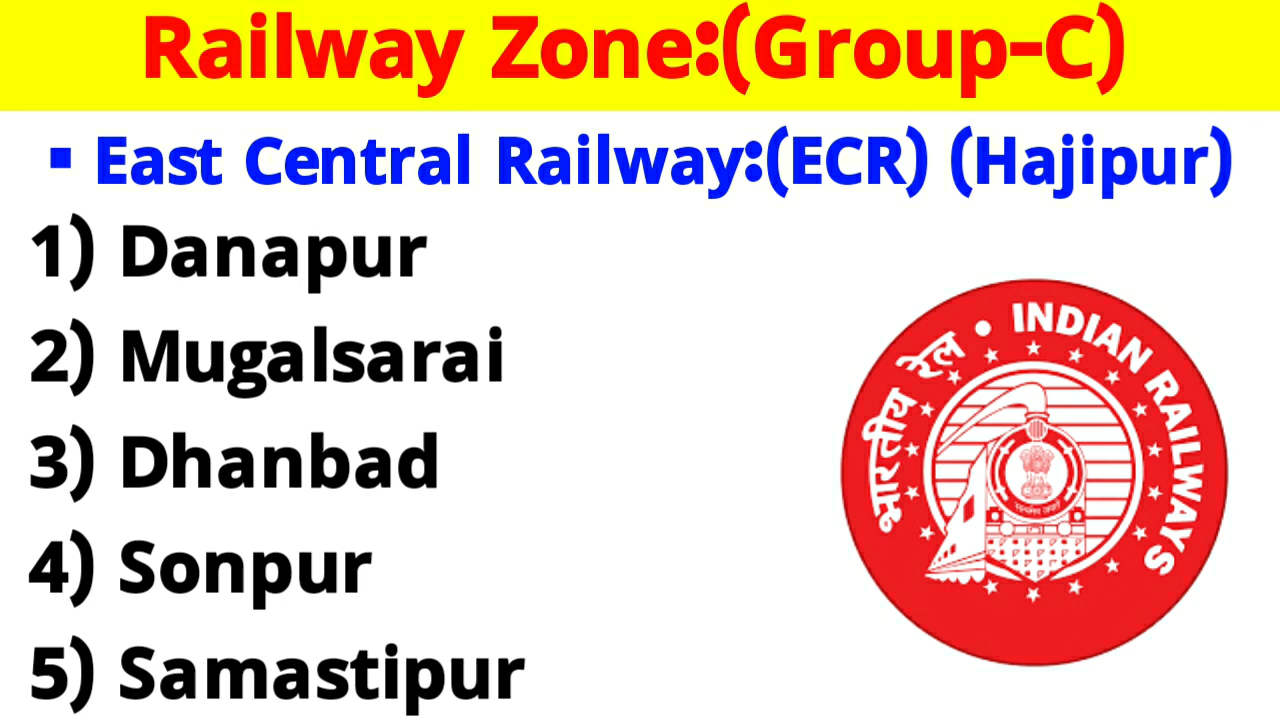 Railway Zone:(Group-C)
▪ East Central Railway:(ECR) (Hajipur)
1) Danapur
2) Mugalsarai
3) Dhanbad
4) Sonpur
5) Samastipur
भारतीय रेल • INDIAN RAILWAYS